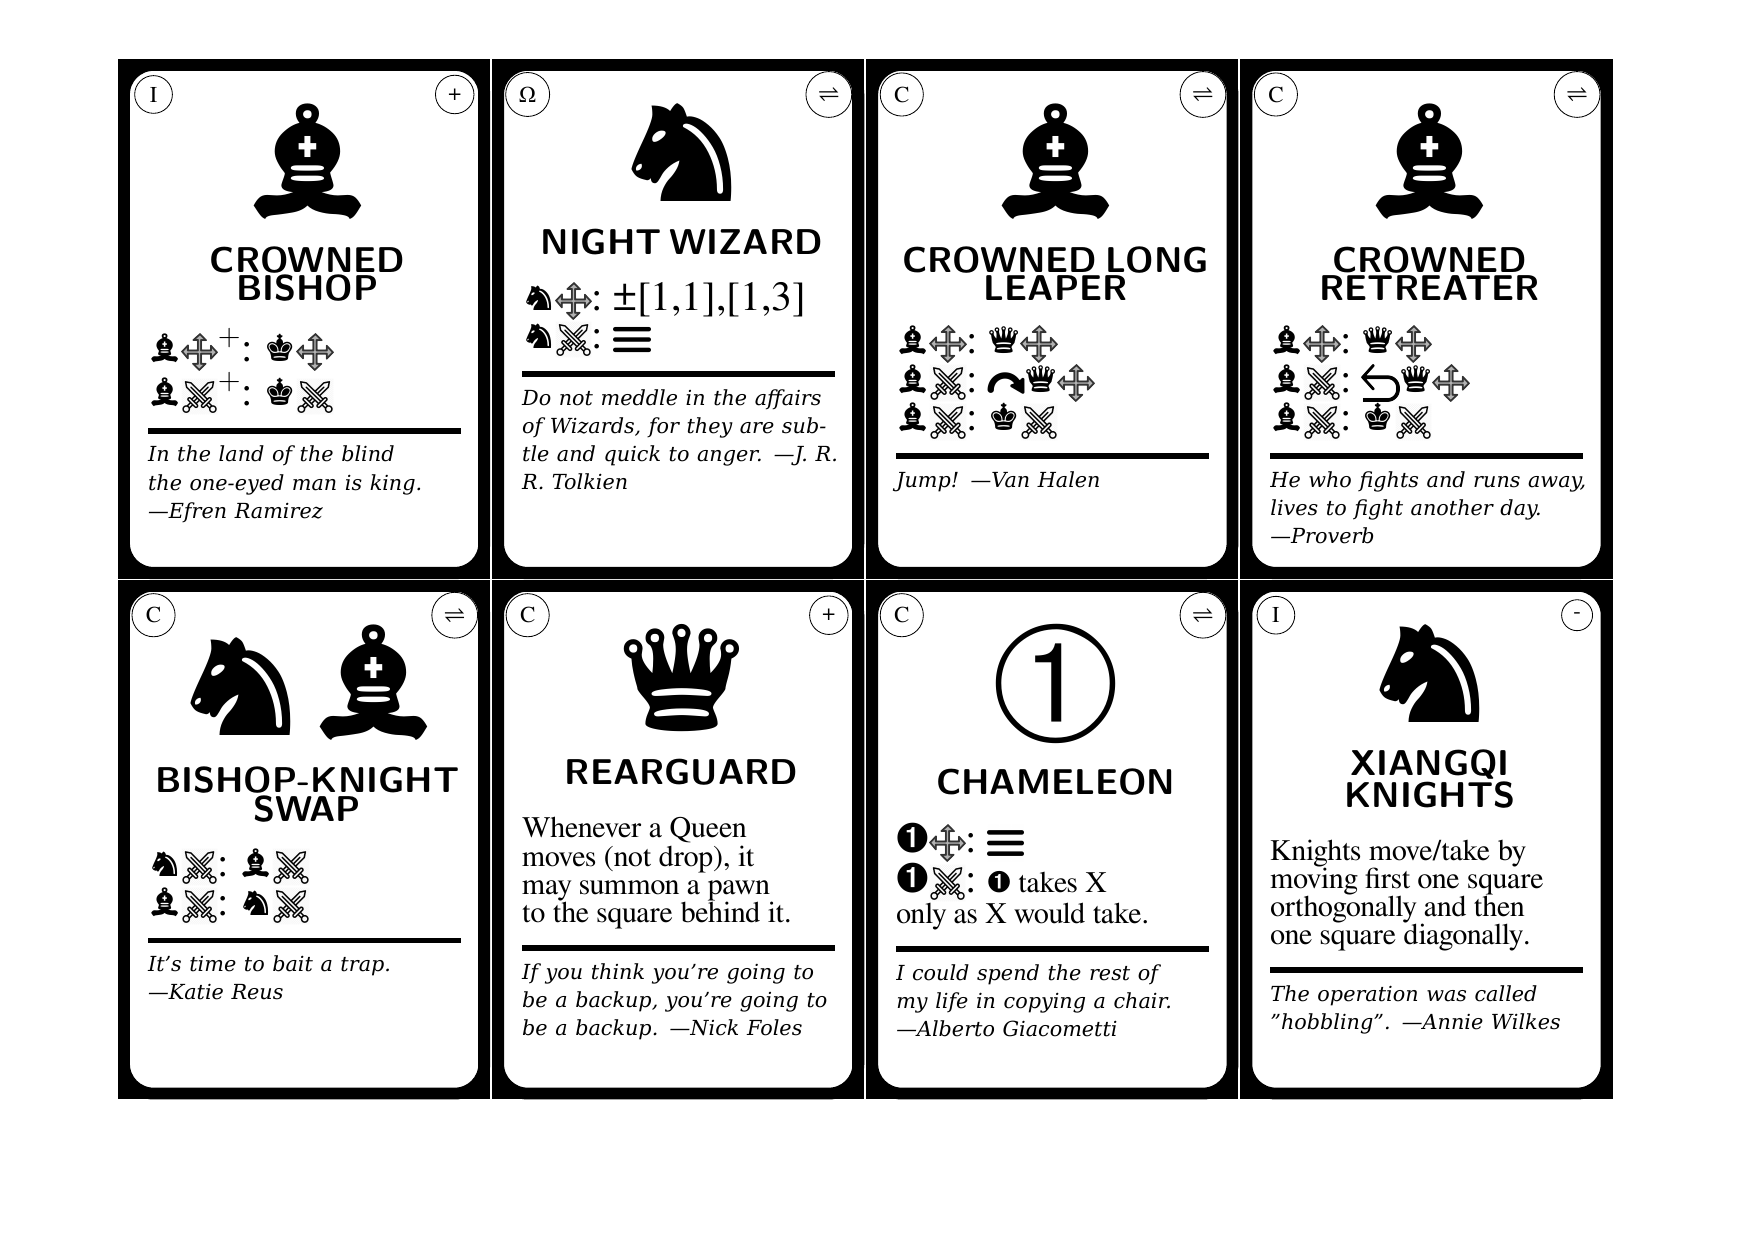 I +
CROWNED
BISHOP
♝✥⁺: ♚✥
♝⚔⁺: ♚⚔
In the land of the blind
the one-eyed man is king.
—Efren Ramirez
Ω ⇌
NIGHT WIZARD
♞✥: ±[1,1],[1,3]
♞⚔: ☰
Do not meddle in the affairs
of Wizards, for they are sub-
tle and quick to anger. —J. R.
R. Tolkien
C ⇌
CROWNED LONG
LEAPER
♝✥: ♛✥
♝⚔: ↷♛✥
♝⚔: ♚⚔
Jump! —Van Halen
C ⇌
CROWNED
RETREATER
♝✥: ♛✥
♝⚔: ⮌♛✥
♝⚔: ♚⚔
He who fights and runs away,
lives to fight another day.
—Proverb
C ⇌
BISHOP-KNIGHT
SWAP
♞⚔: ♝⚔
♝⚔: ♞⚔
It’s time to bait a trap.
—Katie Reus
C +
REARGUARD
Whenever a Queen
moves (not drop), it
may summon a pawn
to the square behind it.
If you think you’re going to
be a backup, you’re going to
be a backup. —Nick Foles
C ⇌
①
CHAMELEON
❶✥: ☰
❶⚔: ❶ takes X
only as X would take.
I could spend the rest of
my life in copying a chair.
—Alberto Giacometti
I -
XIANGQI
KNIGHTS
Knights move/take by
moving first one square
orthogonally and then
one square diagonally.
The operation was called
”hobbling”. —Annie Wilkes